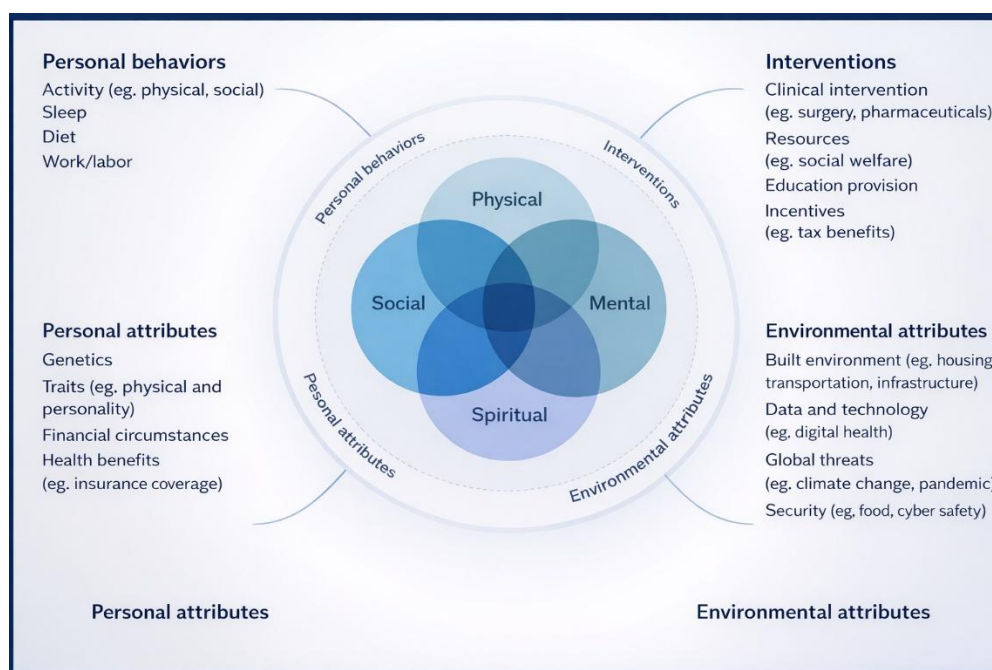 Personal behaviors
Activity (eg. physical, social)
Sleep
Diet
Work/labor
Interventions
Clinical intervention
(eg. surgery, pharmaceuticals)
Resources
(eg. social welfare)
Education provision
Incentives
(eg. tax benefits)
Personal behaviors
Interventions
Physical
Social
Mental
Spiritual
Pesonal attributes
Environmental attributes
Personal attributes
Genetics
Traits (eg. physical and
personality)
Financial circumstances
Health benefits
(eg. insurance coverage)
Environmental attributes
Built environment (eg. housing
transportation, infrastructure)
Data and technology
(eg. digital health)
Global threats
(eg. climate change, pandemic)
Security (eg, food, cyber safety)
Personal attributes
Environmental attributes